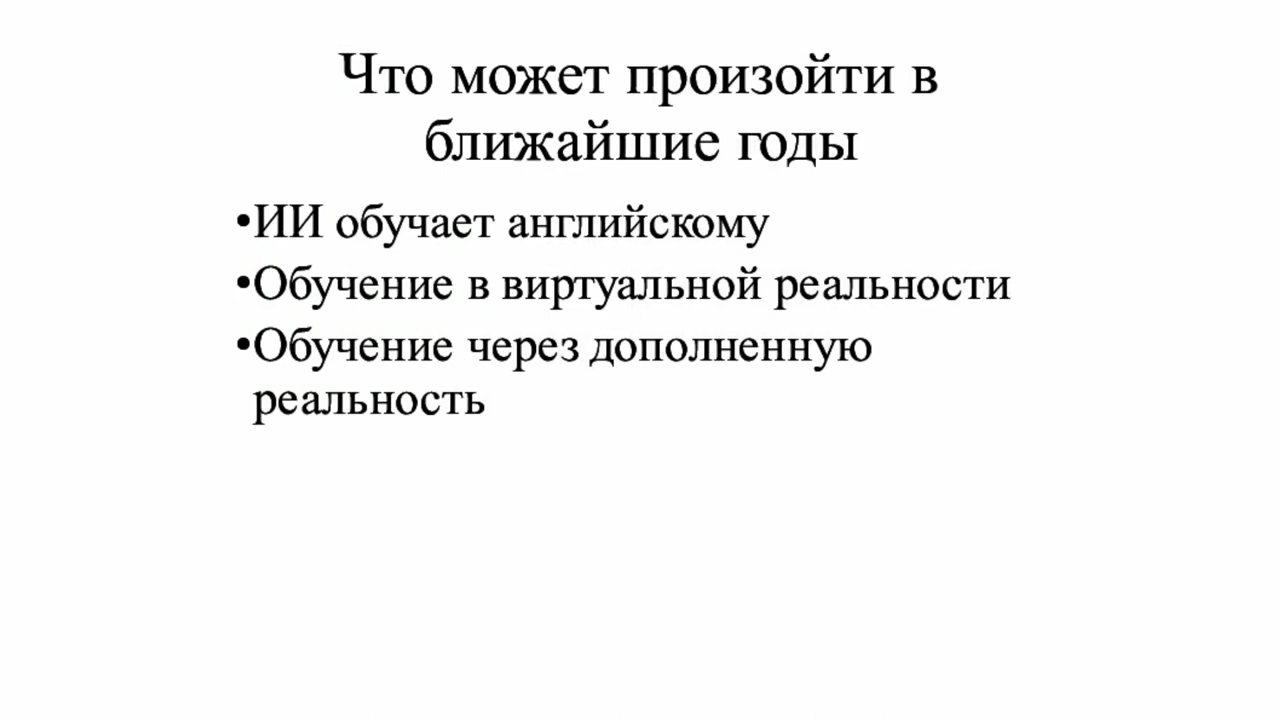 Что может произойти в
ближайшие годы
•ИИ обучает английскому
•Обучение в виртуальной реальности
•Обучение через дополненную
реальность